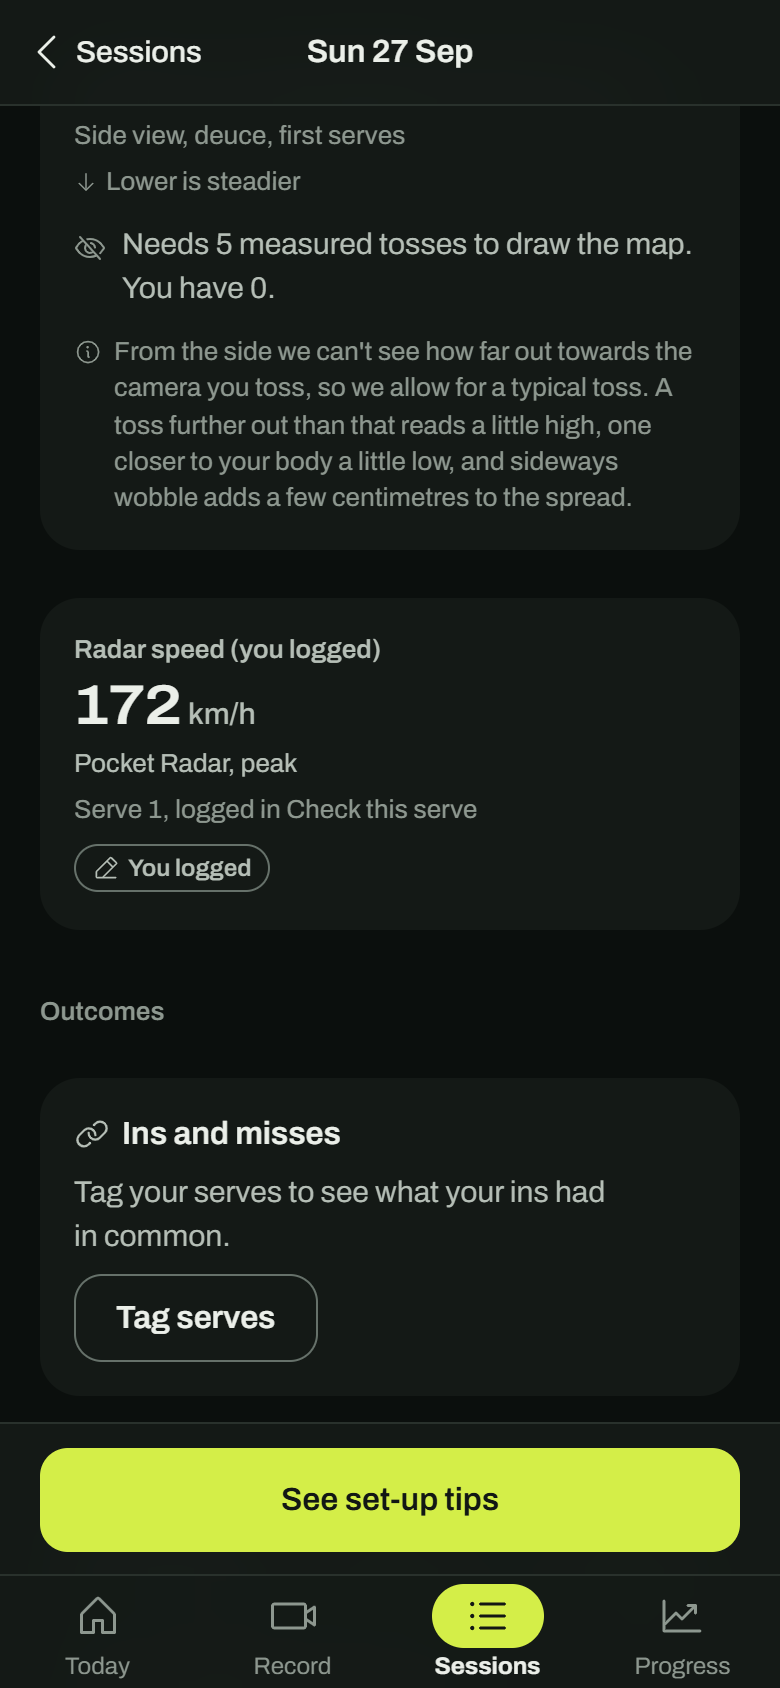 Sessions
Sun 27 Sep
Side view, deuce, first serves
Lower is steadier
Needs 5 measured tosses to draw the map.
You have 0.
From the side we can't see how far out towards the
camera you toss, so we allow for a typical toss. A
toss further out than that reads a little high, one
closer to your body a little low, and sideways
wobble adds a few centimetres to the spread.
Radar speed (you logged)
172 km/h
Pocket Radar, peak
Serve 1, logged in Check this serve
You logged
Outcomes
Ins and misses
Tag your serves to see what your ins had
in common.
Tag serves
See set-up tips
Today
Record
Sessions
Progress